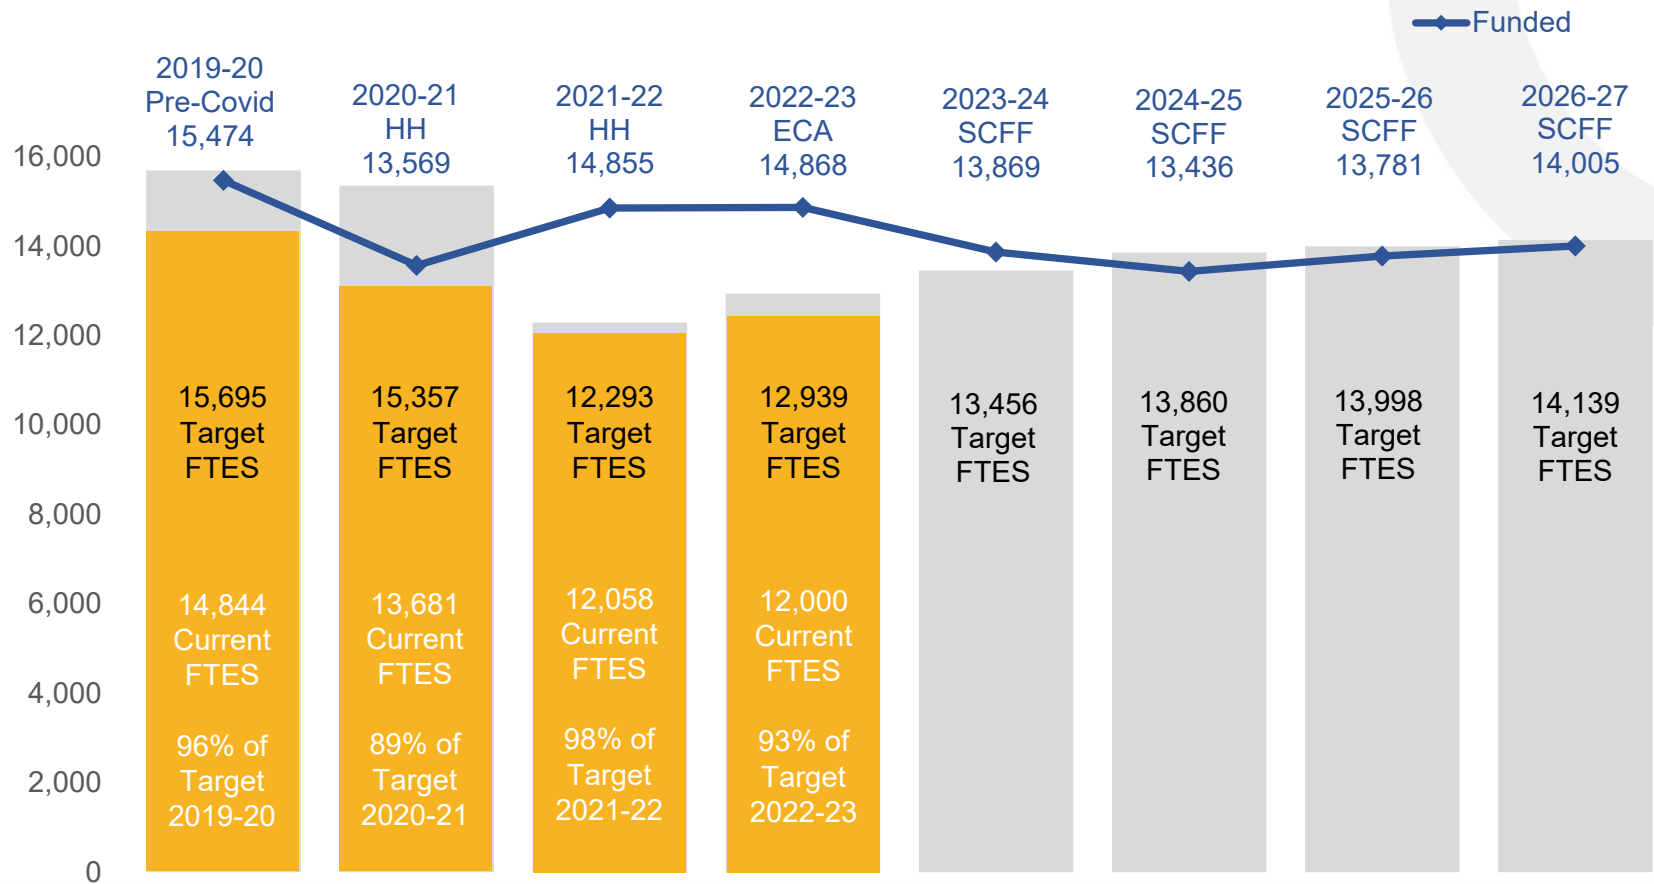 Funded
2019-20
Pre-Covid
15,474
2020-21
HH
13,569
2021-22
HH
14,855
2022-23
ECA
14,868
2023-24
SCFF
13,869
2024-25
SCFF
13,436
2025-26
SCFF
13,781
2026-27
SCFF
14,005
16,000
14,000
12,000
10,000
8,000
6,000
4,000
2,000
0
15,695
Target
FTES
14,844
Current
FTES
96% of
Target
2019-20
15,357
Target
FTES
13,681
Current
FTES
89% of
Target
2020-21
12,293
Target
FTES
12,058
Current
FTES
98% of
Target
2021-22
12,939
Target
FTES
12,000
Current
FTES
93% of
Target
2022-23
13,456
Target
FTES
13,860
Target
FTES
13,998
Target
FTES
14,139
Target
FTES